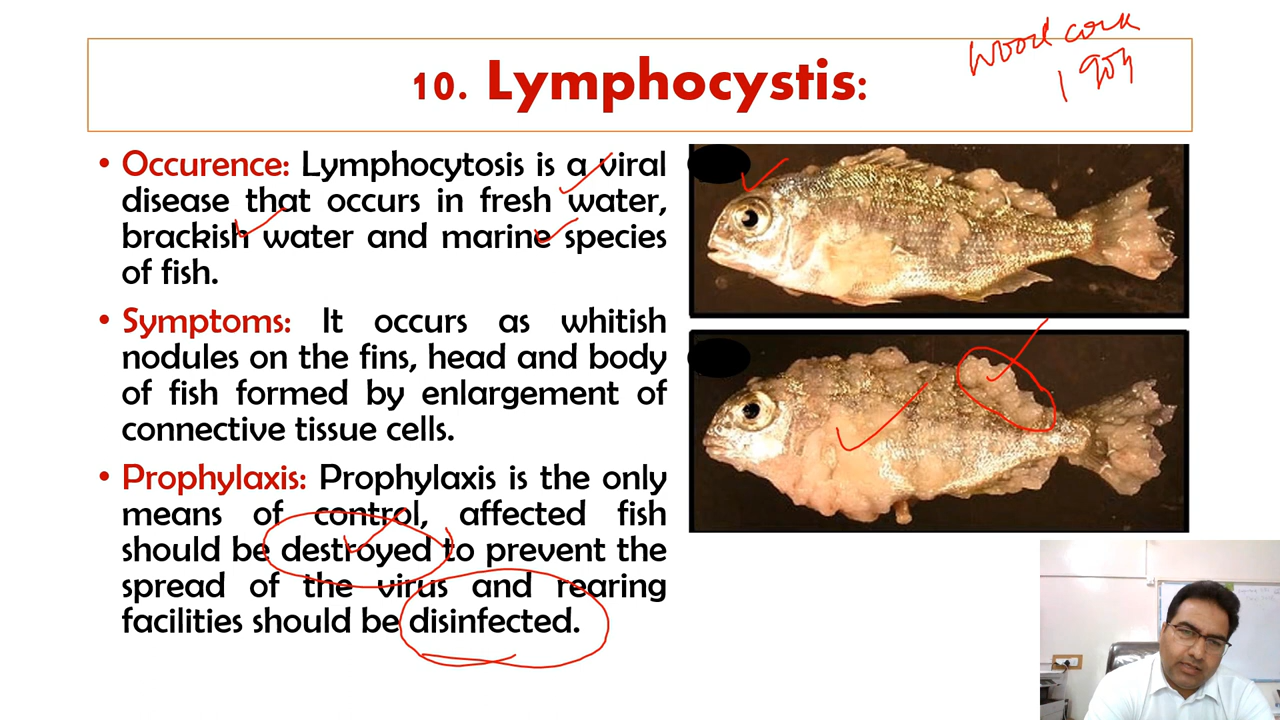 wood cock
1904
10. Lymphocystis:
• Occurence: Lymphocytosis is a viral
disease that occurs in fresh water,
brackish water and marine species
of fish.
• Symptoms: It occurs as whitish
nodules on the fins, head and body
of fish formed by enlargement of
connective tissue cells.
• Prophylaxis: Prophylaxis is the only
means of control, affected fish
should be destroyed to prevent the
spread of the virus and rearing
facilities should be disinfected.